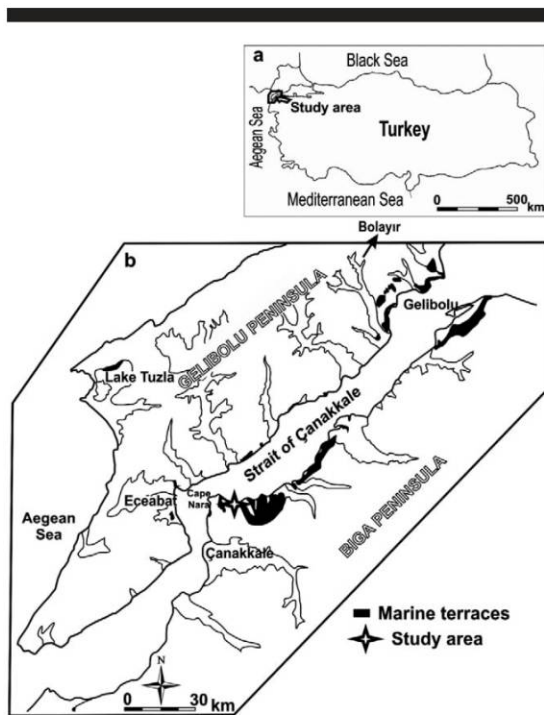 a
Black Sea
Aegean Sea
Study area
Turkey
Mediterranean Sea
0 500
km
Bolayır
b
GELIBOLU PENINSULA
Gelibolu
Lake Tuzla
Strait of Çanakkale
Eceabat
Cape
Nara
Aegean
Sea
Çanakkale
BIGA PENINSULA
Marine terraces
Study area
N
0 30
km